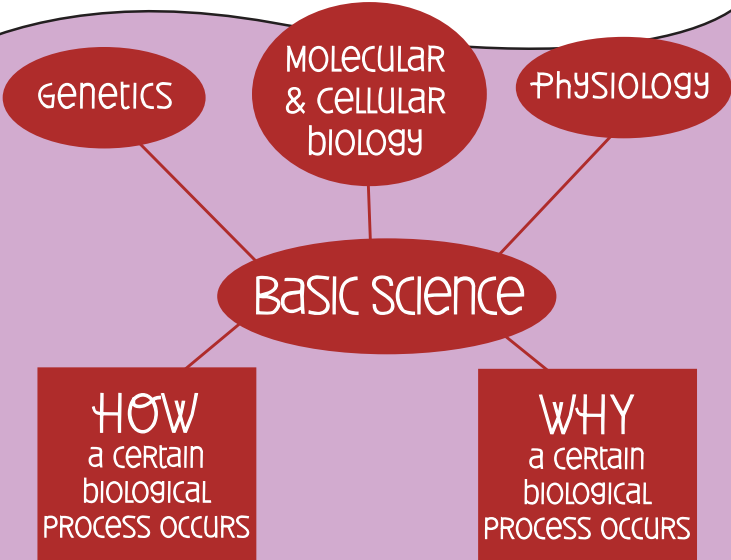 Genetics
Molecular
& Cellular
biology
Physiology
Basic Science
HOW
a certain
biological
process occurs
WHY
a certain
biological
process occurs